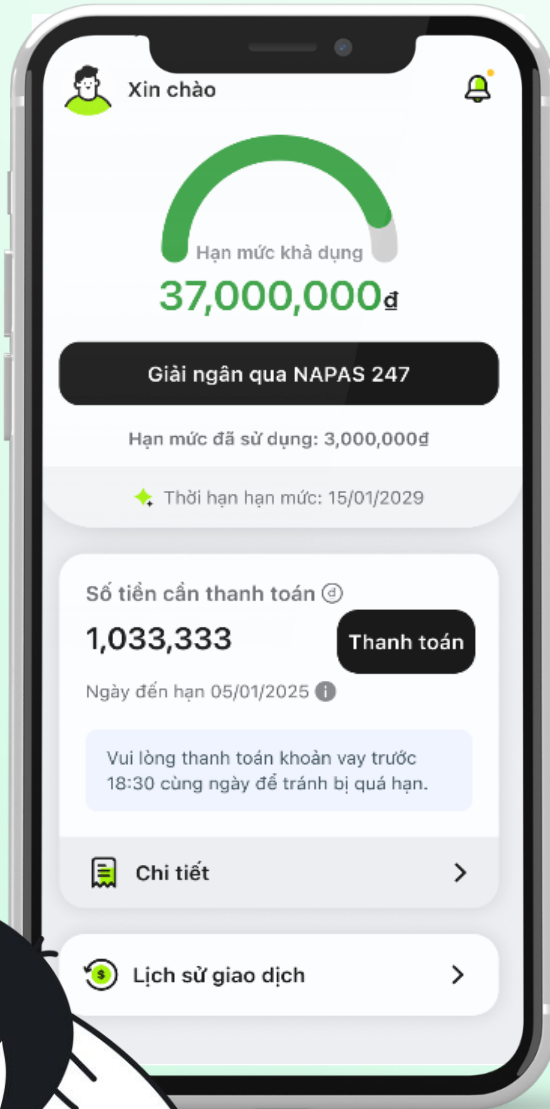 Xin chào
Hạn mức khả dụng
37,000,000đ
Giải ngân qua NAPAS 247
Hạn mức đã sử dụng: 3,000,000đ
Thời hạn hạn mức: 15/01/2029
Số tiền cần thanh toán đ
1,033,333
Thanh toán
Ngày đến hạn 05/01/2025 i
Vui lòng thanh toán khoản vay trước
18:30 cùng ngày để tránh bị quá hạn.
Chi tiết
$ Lịch sử giao dịch